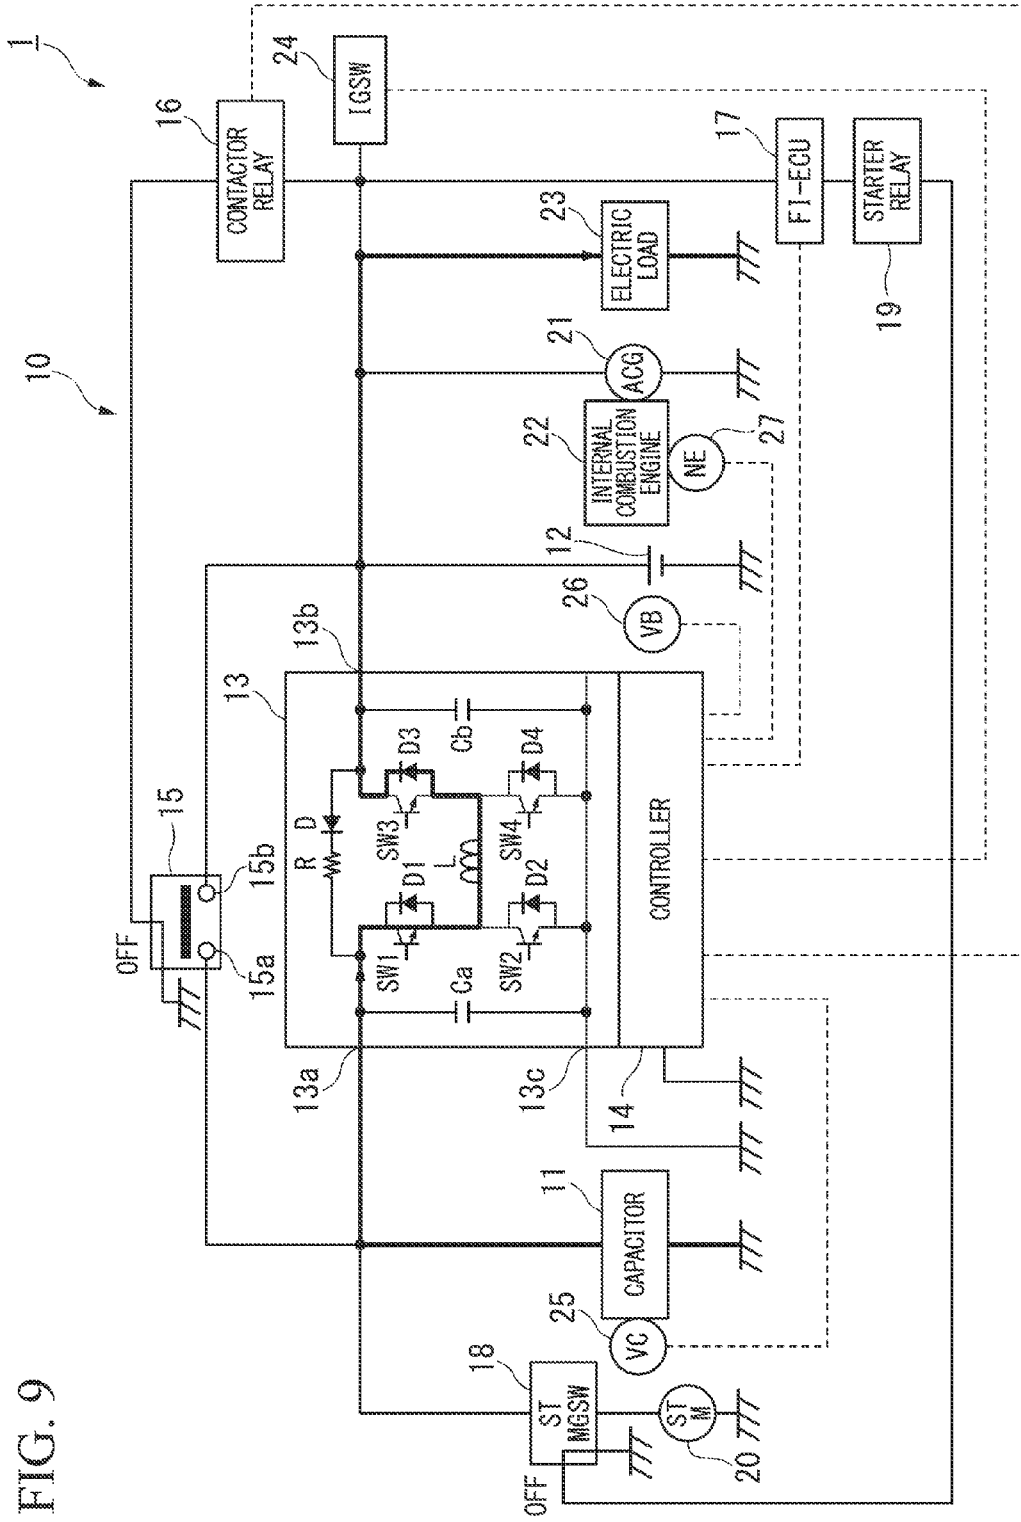 FIG. 9
1
10
16
CONTACTOR
RELAY
24
IGSW
15
OFF
15a
15b
13
13a
13b
13c
R
D
SW1
D1
SW3
D3
L
SW2
D2
SW4
D4
Ca
Cb
CONTROLLER
14
11
CAPACITOR
25
VC
18
ST
MGSW
OFF
ST
M
20
26
VB
12
22
INTERNAL
COMBUSTION
ENGINE
21
ACG
NE
27
23
ELECTRIC
LOAD
17
FI-ECU
STARTER
RELAY
19